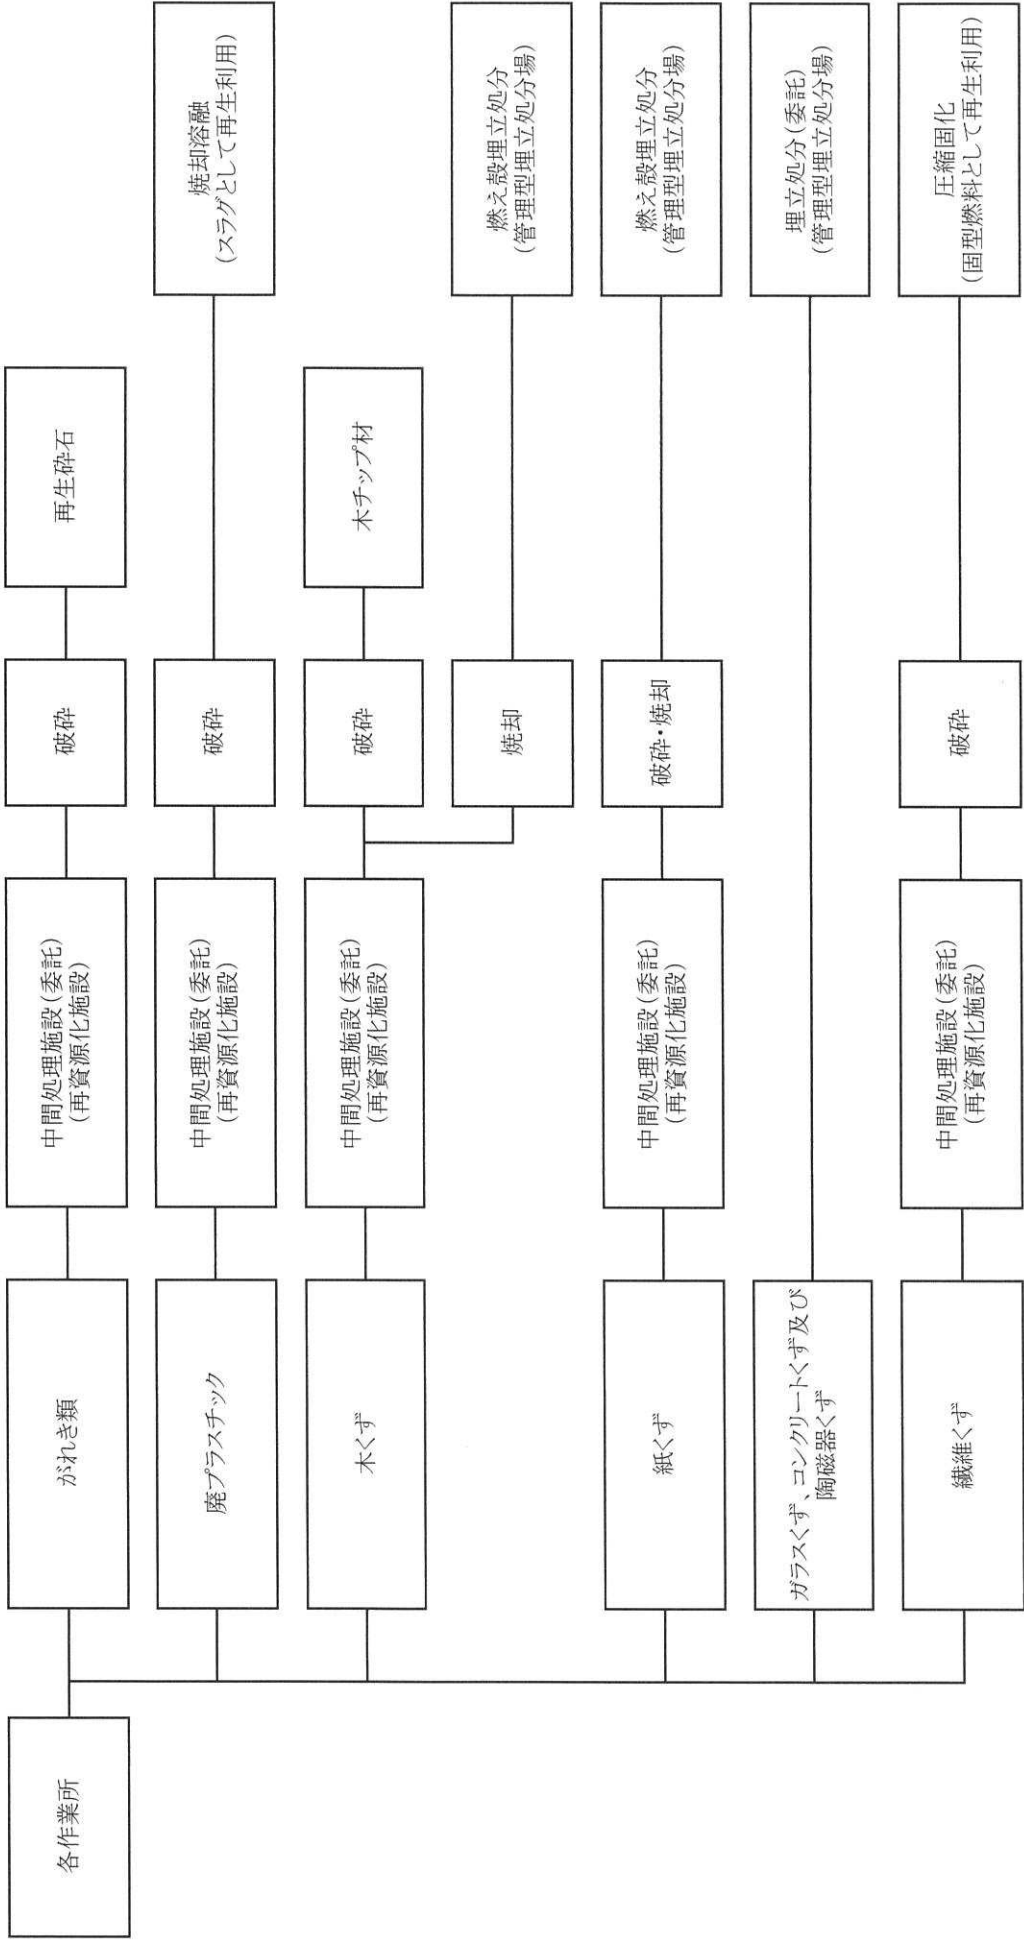 各作業所
がれき類
中間処理施設(委託)
(再資源化施設)
破砕
再生砕石
廃プラスチック
中間処理施設(委託)
(再資源化施設)
破砕
焼却溶融
(スラグとして再生利用)
木くず
中間処理施設(委託)
(再資源化施設)
破砕
木チップ材
焼却
燃え殻埋立処分
(管理型埋立処分場)
紙くず
中間処理施設(委託)
(再資源化施設)
破砕・焼却
燃え殻埋立処分
(管理型埋立処分場)
ガラスくず、コンクリートくず及び
陶磁器くず
埋立処分(委託)
(管理型埋立処分場)
繊維くず
中間処理施設(委託)
(再資源化施設)
破砕
圧縮固化
(固型燃料として再生利用)